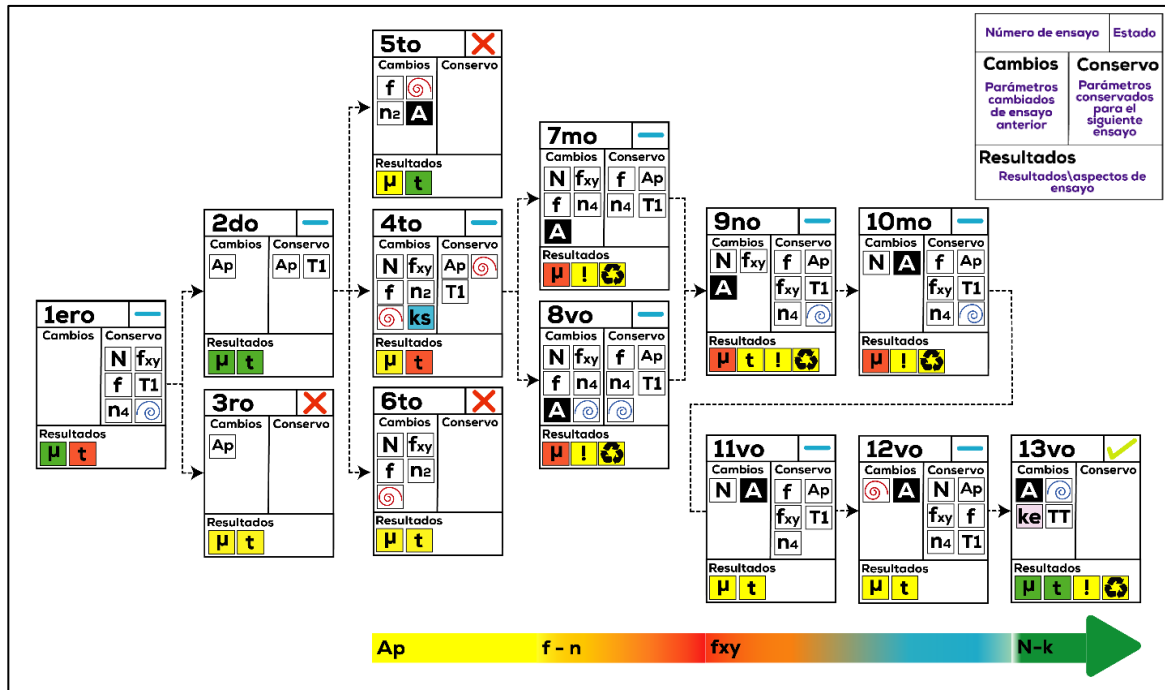 Número de ensayo Estado
Cambios Conservo
Parámetros cambiados de ensayo anterior
Parámetros conservados para el siguiente ensayo
Resultados
Resultados\aspectos de ensayo
1ero
Cambios Conservo
N fxy
f T1
n4
Resultados
μ t
2do
Cambios Conservo
Ap Ap T1
Resultados
μ t
3ro
Cambios Conservo
Ap
Resultados
μ t
5to
Cambios Conservo
f
n2 A
Resultados
μ t
4to
Cambios Conservo
N fxy Ap
f n2 T1
ks
Resultados
μ t
6to
Cambios Conservo
N fxy
f n2
Resultados
μ t
7mo
Cambios Conservo
N fxy f Ap
f n4 n4 T1
A
Resultados
μ !
8vo
Cambios Conservo
N fxy f Ap
f n4 n4 T1
A
Resultados
μ !
9no
Cambios Conservo
N fxy f Ap
A fxy T1
n4
Resultados
μ t !
10mo
Cambios Conservo
N A f Ap
fxy T1
n4
Resultados
μ !
11vo
Cambios Conservo
N A f Ap
fxy T1
n4
Resultados
μ t
12vo
Cambios Conservo
A N Ap
fxy f
n4 T1
Resultados
μ t
13vo
Cambios Conservo
A
ke TT
Resultados
μ t !
Ap f - n fxy N-k